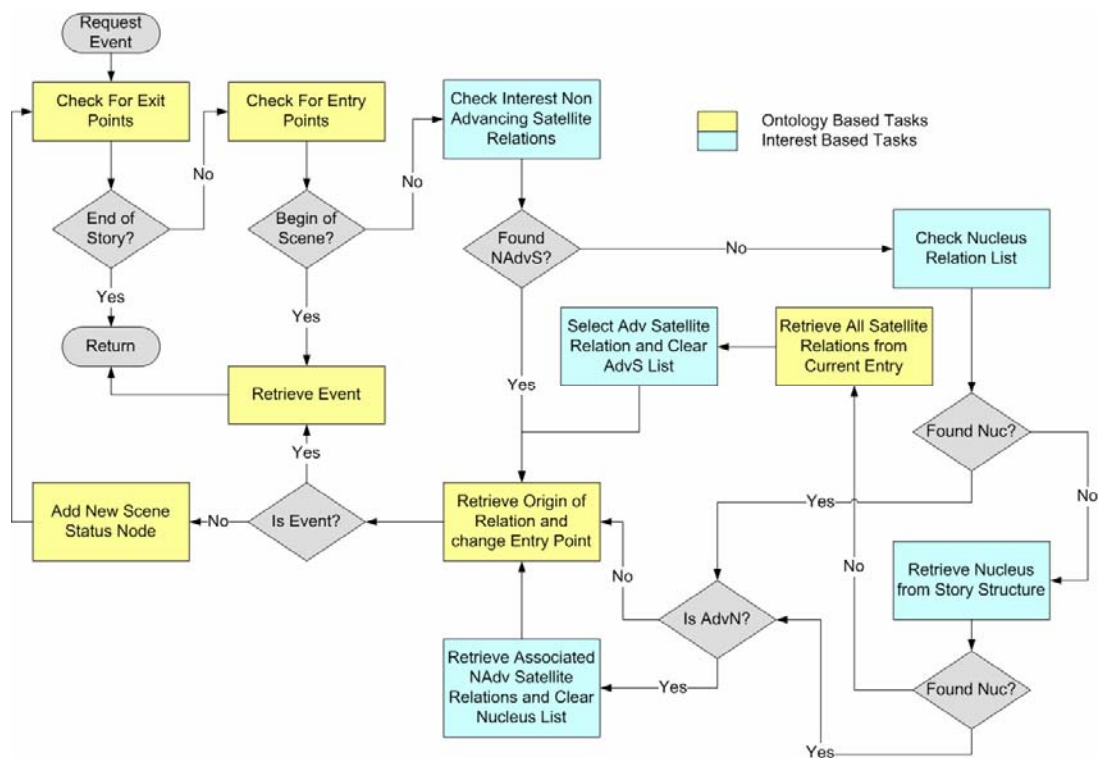 Request
Event
Check For Exit
Points
Check For Entry
Points
Check Interest Non
Advancing Satellite
Relations
Ontology Based Tasks
Interest Based Tasks
No
No
End of
Story?
Begin of
Scene?
Found
NAdvS?
No
Check Nucleus
Relation List
Yes
Yes
Return
Select Adv Satellite
Relation and Clear
AdvS List
Retrieve All Satellite
Relations from
Current Entry
Yes
Retrieve Event
Found Nuc?
Yes
Yes
No
Add New Scene
Status Node
No
Is Event?
Retrieve Origin of
Relation and
change Entry Point
No
No
Retrieve Nucleus
from Story Structure
Is AdvN?
Retrieve Associated
NAdv Satellite
Relations and Clear
Nucleus List
Yes
Found Nuc?
Yes